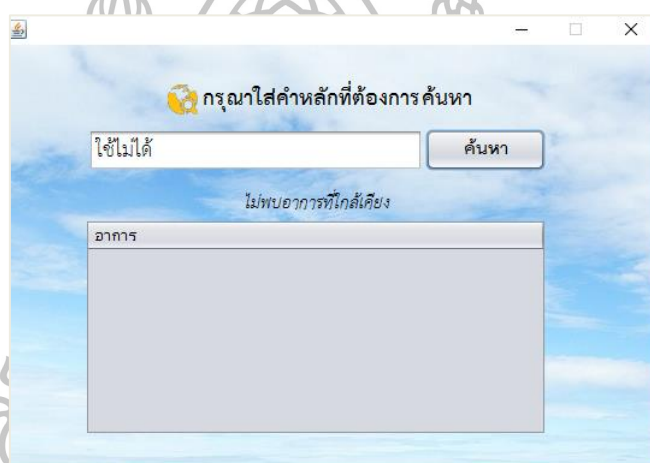 กรุณาใส่คำหลักที่ต้องการค้นหา
ใช้ไม่ได้
ค้นหา
ไม่พบอาการที่ใกล้เคียง
อาการ